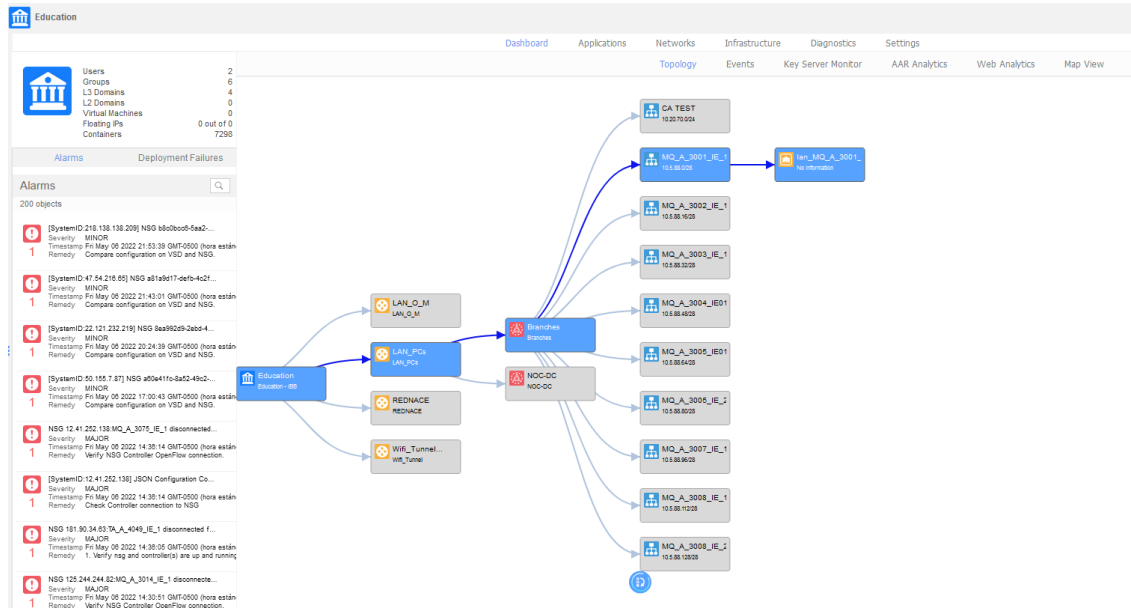 Education
Dashboard Applications Networks Infrastructure Diagnostics Settings
Topology Events Key Server Monitor AAR Analytics Web Analytics Map View
Users 2
Groups 6
L3 Domains 4
L2 Domains 0
Virtual Machines 0
Floating IPs 0 out of 0
Containers 7298
Alarms Deployment Failures
Alarms
200 objects
[SystemID:218.138.138.209] NSG b8c0bcc6-5aa2-...
Severity MINOR
Timestamp Fri May 06 2022 21:53:39 GMT-0500 (hora están
1 Remedy Compare configuration on VSD and NSG.
[SystemID:47.54.216.65] NSG a81a9d17-defb-4c2f...
Severity MINOR
Timestamp Fri May 06 2022 21:43:01 GMT-0500 (hora están
1 Remedy Compare configuration on VSD and NSG.
[SystemID:22.121.232.219] NSG 8ea992d9-2ebd-4...
Severity MINOR
Timestamp Fri May 06 2022 20:24:39 GMT-0500 (hora están
1 Remedy Compare configuration on VSD and NSG.
[SystemID:50.155.7.87] NSG a60e41fc-8a52-49c2-...
Severity MINOR
Timestamp Fri May 06 2022 17:00:43 GMT-0500 (hora están
1 Remedy Compare configuration on VSD and NSG.
NSG 12.41.252.138:MQ_A_3075_IE_1 disconnected...
Severity MAJOR
Timestamp Fri May 06 2022 14:36:14 GMT-0500 (hora están
1 Remedy Verify NSG Controller OpenFlow connection.
[SystemID:12.41.252.138] JSON Configuration Co...
Severity MAJOR
Timestamp Fri May 06 2022 14:36:14 GMT-0500 (hora están
1 Remedy Check Controller connection to NSG
NSG 181.90.34.63:TA_A_4049_IE_1 disconnected f...
Severity MAJOR
Timestamp Fri May 06 2022 14:36:05 GMT-0500 (hora están
1 Remedy 1. Verify nsg and controller(s) are up and running
NSG 125.244.244.82:MQ_A_3014_IE_1 disconnecte...
Severity MAJOR
Timestamp Fri May 06 2022 14:30:51 GMT-0500 (hora están
1 Remedy Verify NSG Controller OpenFlow connection.
Education
Education - IBB
LAN_O_M
LAN_O_M
LAN_PCs
LAN_PCs
REDNACE
REDNACE
Wifi_Tunnel...
Wifi_Tunnel
Branches
Branches
NOC-DC
NOC-DC
CA TEST
10.20.70.0/24
MQ_A_3001_IE_1
10.5.88.0/28
MQ_A_3002_IE_1
10.5.88.16/28
MQ_A_3003_IE_1
10.5.88.32/28
MQ_A_3004_IE01
10.5.88.48/28
MQ_A_3005_IE01
10.5.88.64/28
MQ_A_3006_IE_2
10.5.88.80/28
MQ_A_3007_IE_1
10.5.88.96/28
MQ_A_3008_IE_1
10.5.88.112/28
MQ_A_3008_IE_2
10.5.88.128/28
lan_MQ_A_3001_
No information